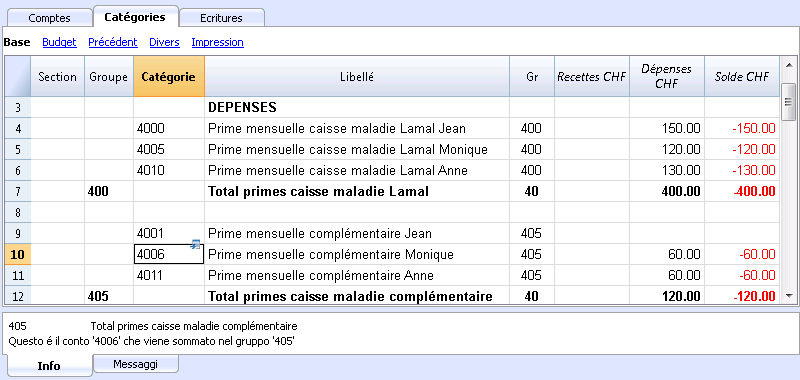 Comptes Catégories Ecritures
Base Budget Précédent Divers Impression
Section Groupe Catégorie Libellé Gr Recettes CHF Dépenses CHF Solde CHF
3 DEPENSES
4 4000 Prime mensuelle caisse maladie Lamal Jean 400 150.00 -150.00
5 4005 Prime mensuelle caisse maladie Lamal Monique 400 120.00 -120.00
6 4010 Prime mensuelle caisse maladie Lamal Anne 400 130.00 -130.00
7 400 Total primes caisse maladie Lamal 40 400.00 -400.00
8
9 4001 Prime mensuelle complémentaire Jean 405
10 4006 Prime mensuelle complémentaire Monique 405 60.00 -60.00
11 4011 Prime mensuelle complémentaire Anne 405 60.00 -60.00
12 405 Total primes caisse maladie complémentaire 40 120.00 -120.00
405 Total primes caisse maladie complémentaire
Questo é il conto '4006' che viene sommato nel gruppo '405'
Info Messaggi